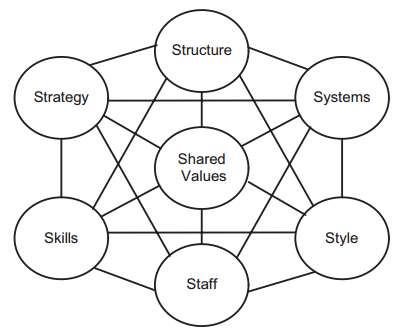 Structure
Strategy
Systems
Shared
Values
Skills
Style
Staff